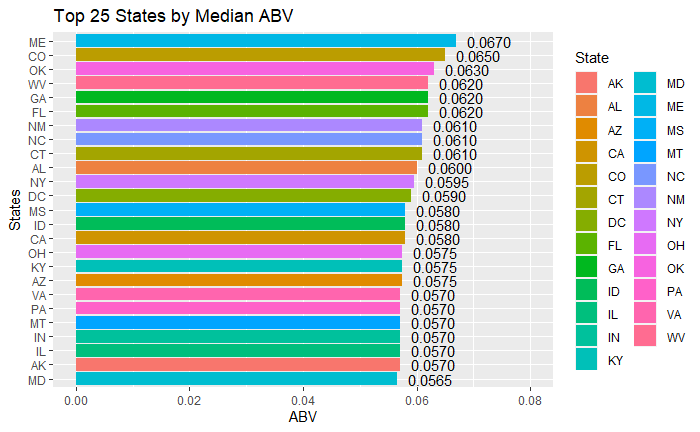 Top 25 States by Median ABV
States
ME 0.0670
CO 0.0650
OK 0.0630
WV 0.0620
GA 0.0620
FL 0.0620
NM 0.0610
NC 0.0610
CT 0.0610
AL 0.0600
NY 0.0595
DC 0.0590
MS 0.0580
ID 0.0580
CA 0.0580
OH 0.0575
KY 0.0575
AZ 0.0575
VA 0.0570
PA 0.0570
MT 0.0570
IN 0.0570
IL 0.0570
AK 0.0570
MD 0.0565
0.00 0.02 0.04 0.06 0.08
ABV
State
AK MD
AL ME
AZ MS
CA MT
CO NC
CT NM
DC NY
FL OH
GA OK
ID PA
IL VA
IN WV
KY